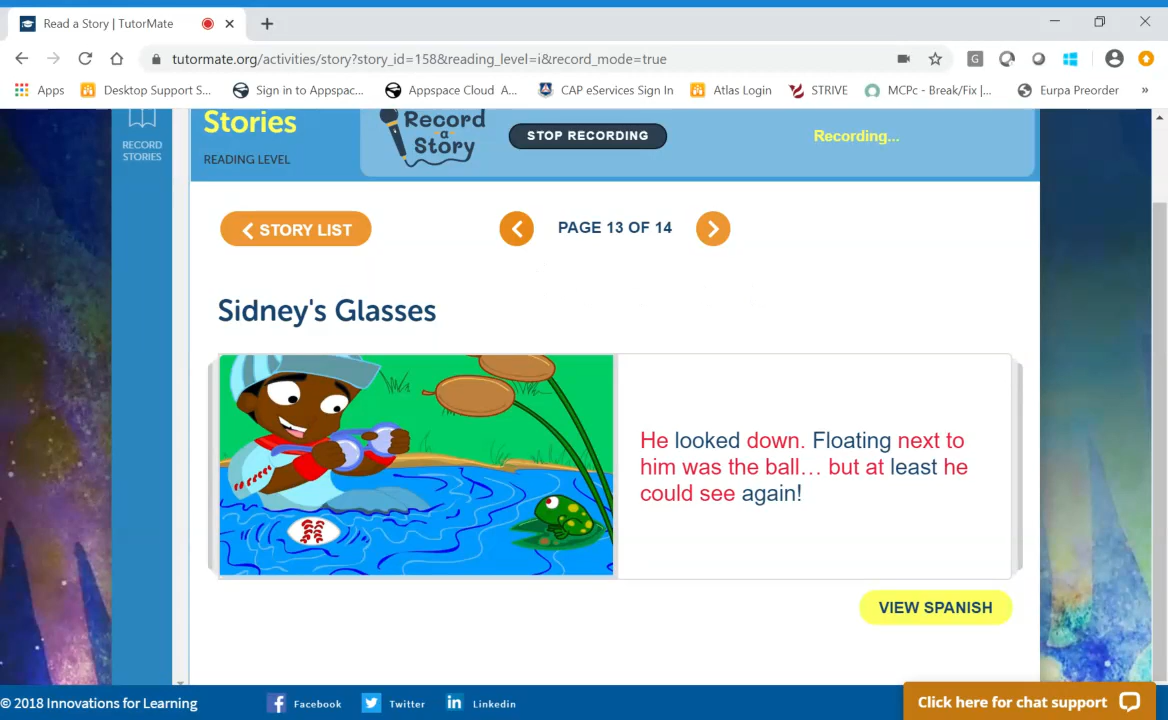 Read a Story | TutorMate
tutormate.org/activities/story?story_id=158&reading_level=i&record_mode=true
G
Apps Desktop Support S... Sign in to Appspac... Appspace Cloud A... CAP eServices Sign In Atlas Login STRIVE MCPc - Break/Fix |... Eurpa Preorder »
RECORD
STORIES
Stories
READING LEVEL
Record
a
Story
STOP RECORDING
Recording...
STORY LIST
PAGE 13 OF 14
Sidney's Glasses
He looked down. Floating next to
him was the ball... but at least he
could see again!
VIEW SPANISH
© 2018 Innovations for Learning
Facebook
Twitter
Linkedin
Click here for chat support